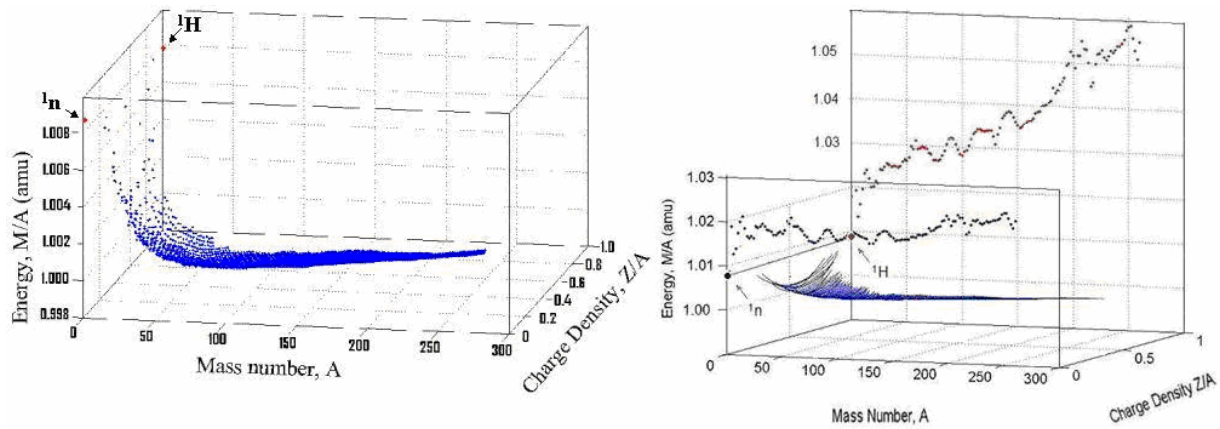 ¹H
¹n
1.008
1.006
1.004
1.002
1.000
0.998
Energy, M/A (amu)
0 50 100 150 200 250 300
Mass number, A
0 0.2 0.4 0.6 0.8 1.0
Charge Density, Z/A
1.05
1.04
1.03
1.03
1.02
1.01
1.00
Energy, M/A (amu)
¹H
¹n
0 50 100 150 200 250 300
Mass Number, A
0 0.5 1
Charge Density Z/A